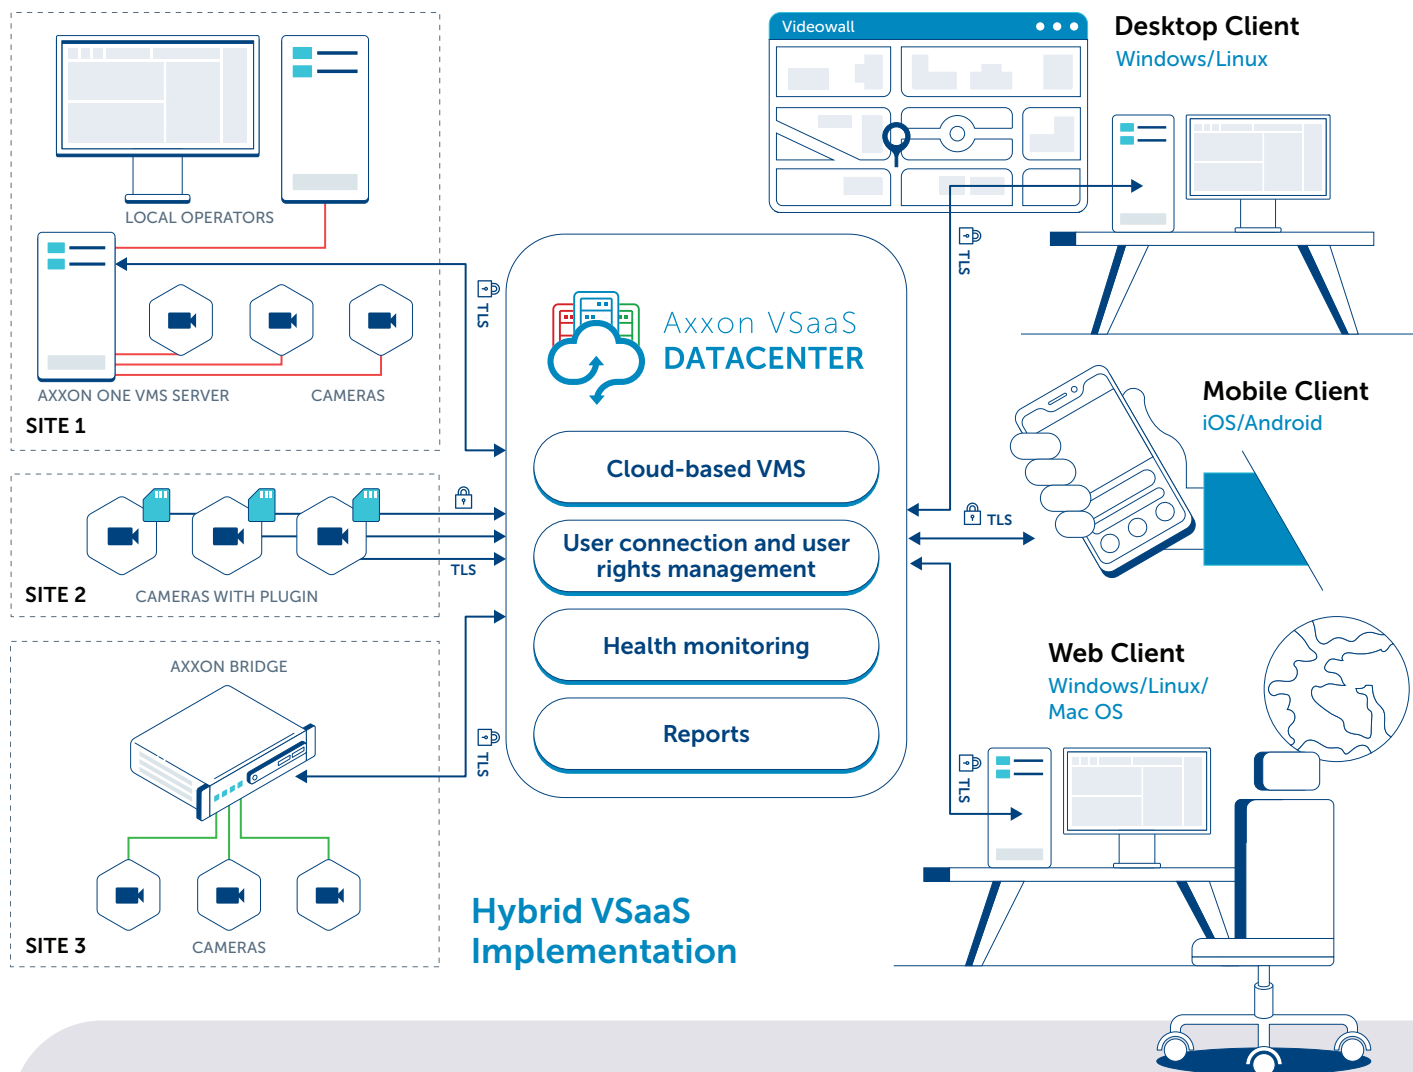 LOCAL OPERATORS
AXXON ONE VMS SERVER
CAMERAS
SITE 1
TLS
CAMERAS WITH PLUGIN
SITE 2
TLS
AXXON BRIDGE
CAMERAS
SITE 3
TLS
Axxon VSaaS
DATACENTER
Cloud-based VMS
User connection and user
rights management
Health monitoring
Reports
Hybrid VSaaS
Implementation
Videowall
Desktop Client
Windows/Linux
TLS
Mobile Client
iOS/Android
TLS
Web Client
Windows/Linux/
Mac OS
TLS